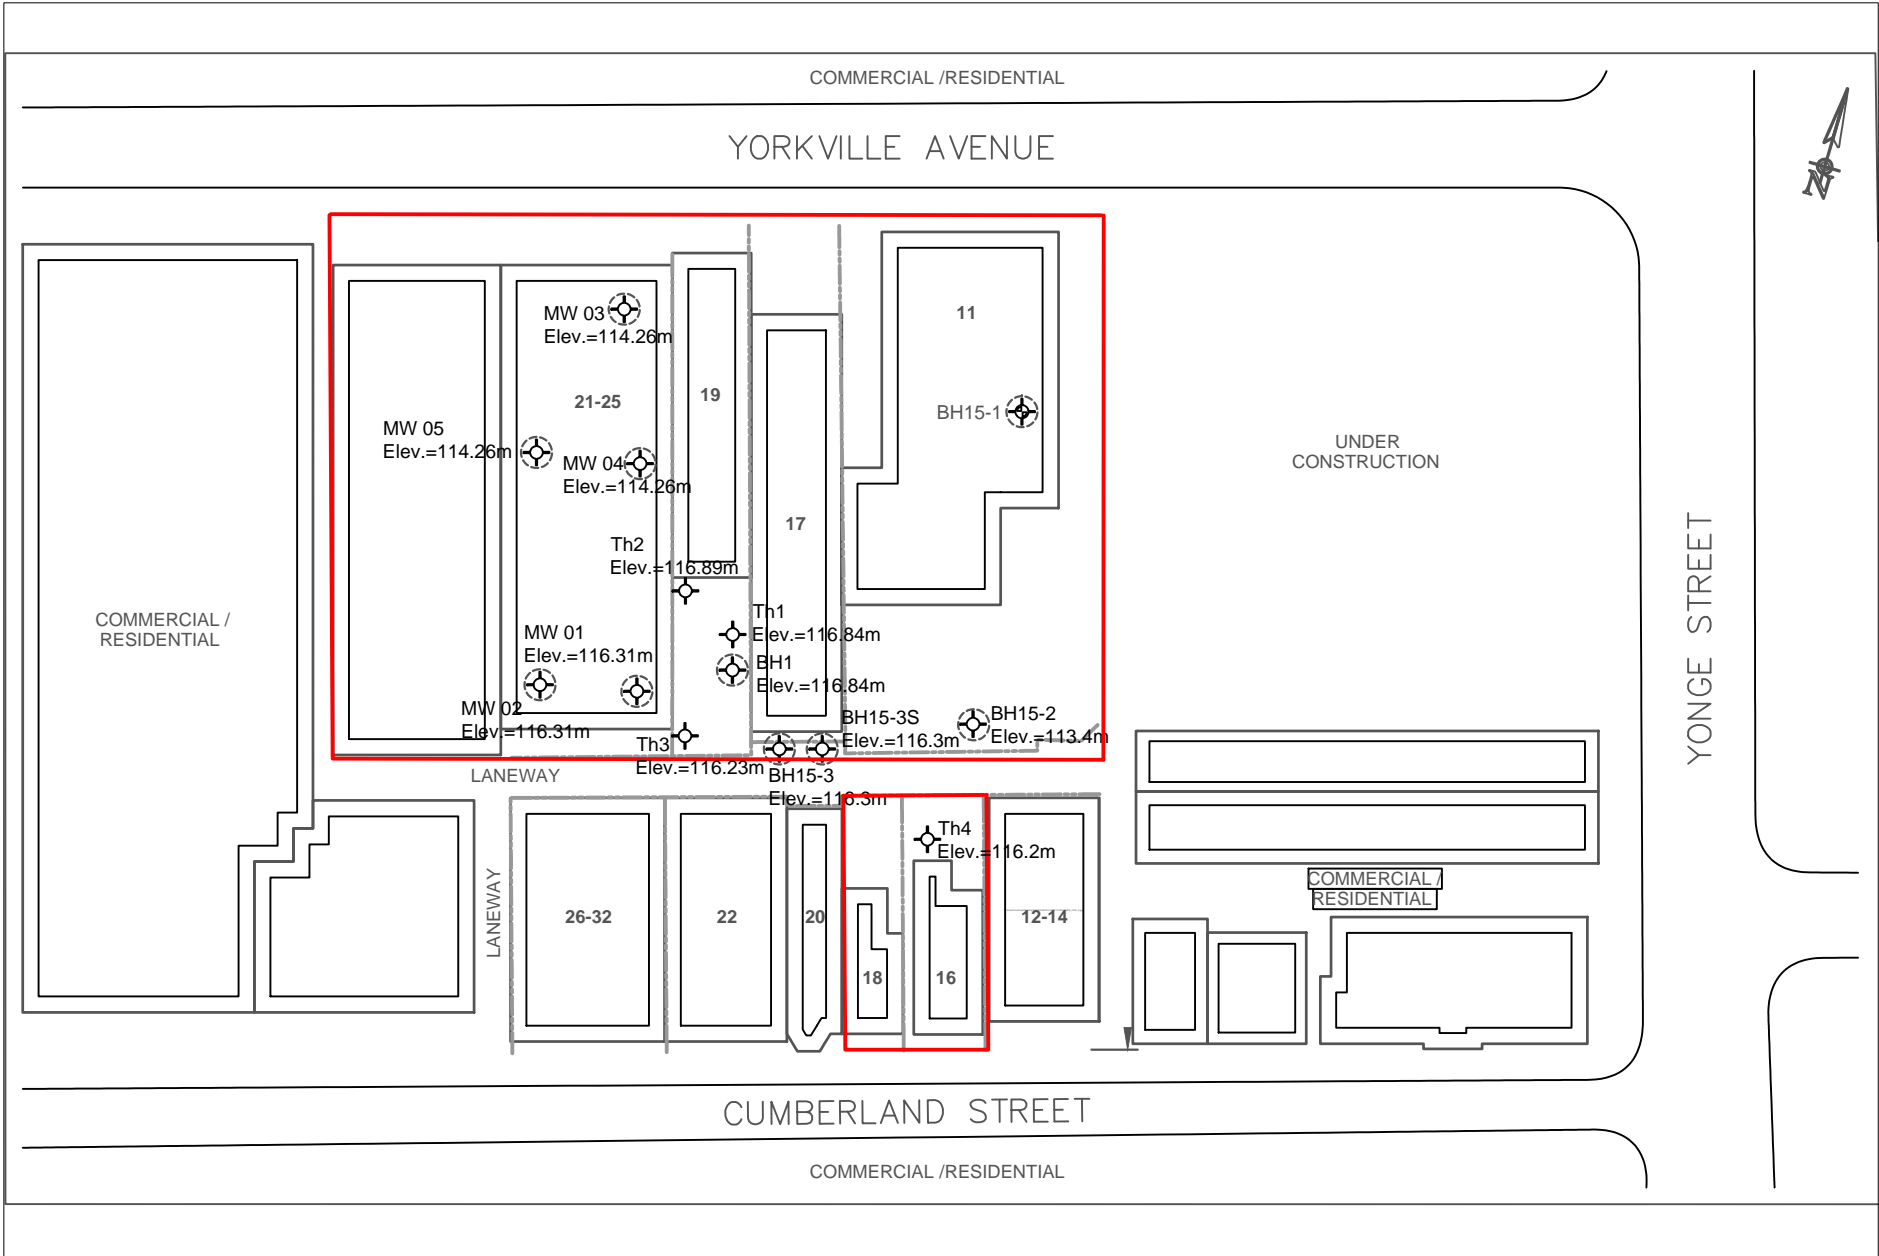 COMMERCIAL /RESIDENTIAL
YORKVILLE AVENUE
N
MW 03
Elev.=114.26m
11
19
21-25
BH15-1
MW 05
Elev.=114.26m
MW 04
Elev.=114.26m
UNDER
CONSTRUCTION
17
Th2
Elev.=116.89m
Th1
Elev.=116.84m
COMMERCIAL /
RESIDENTIAL
MW 01
Elev.=116.31m
BH1
Elev.=116.84m
YONGE STREET
MW 02
Elev.=116.31m
BH15-3S
Elev.=116.3m
BH15-2
Elev.=113.4m
Th3
Elev.=116.23m
LANEWAY
BH15-3
Elev.=116.3m
Th4
Elev.=116.2m
COMMERCIAL /
RESIDENTIAL
LANEWAY
26-32
22
20
12-14
18
16
CUMBERLAND STREET
COMMERCIAL /RESIDENTIAL